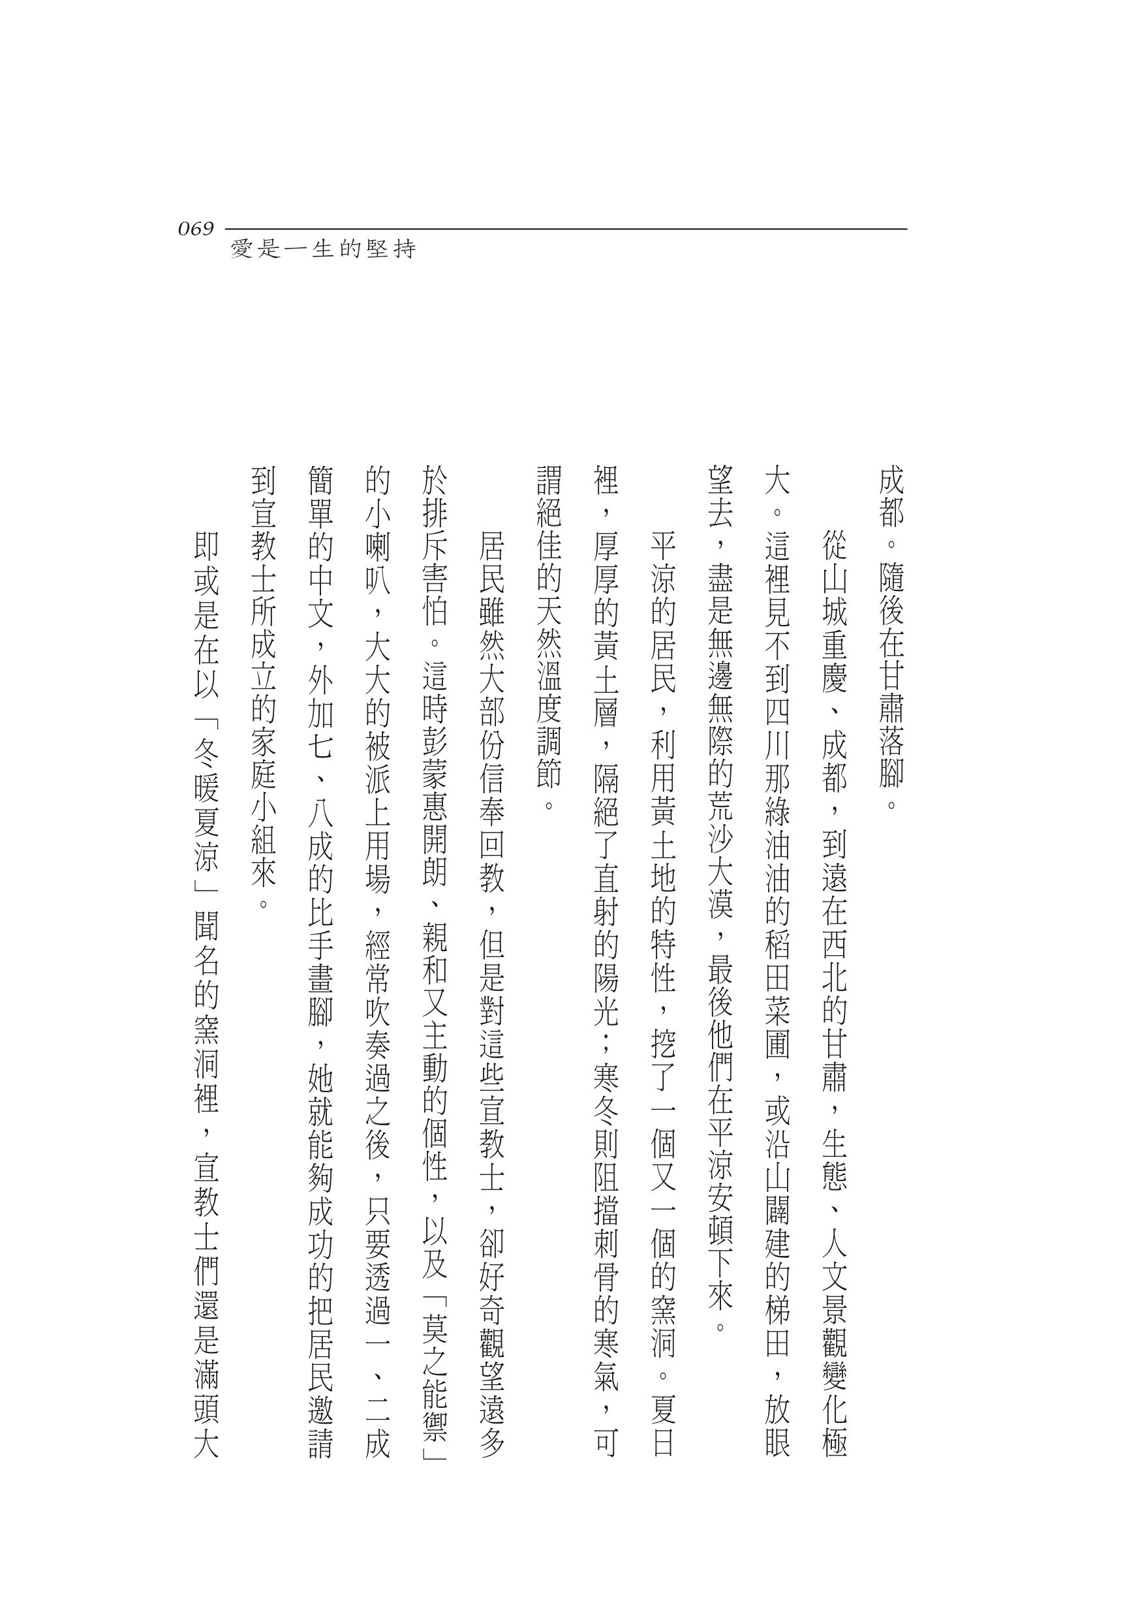 069
愛是一生的堅持
成都。隨後在甘肅落腳。
從山城重慶、成都，到遠在西北的甘肅，生態、人文景觀變化極
大。這裡見不到四川那綠油油的稻田菜圃，或沿山闢建的梯田，放眼
望去，盡是無邊無際的荒沙大漠，最後他們在平涼安頓下來。
平涼的居民，利用黃土地的特性，挖了一個又一個的窯洞。夏日
裡，厚厚的黃土層，隔絕了直射的陽光；寒冬則阻擋刺骨的寒氣，可
謂絕佳的天然溫度調節。
居民雖然大部份信奉回教，但是對這些宣教士，卻好奇觀望遠多
於排斥害怕。這時彭蒙惠開朗、親和又主動的個性，以及「莫之能禦」
的小喇叭，大大的被派上用場，經常吹奏過之後，只要透過一、二成
簡單的中文，外加七、八成的比手畫腳，她就能夠成功的把居民邀請
到宣教士所成立的家庭小組來。
即或是在以「冬暖夏涼」聞名的窯洞裡，宣教士們還是滿頭大